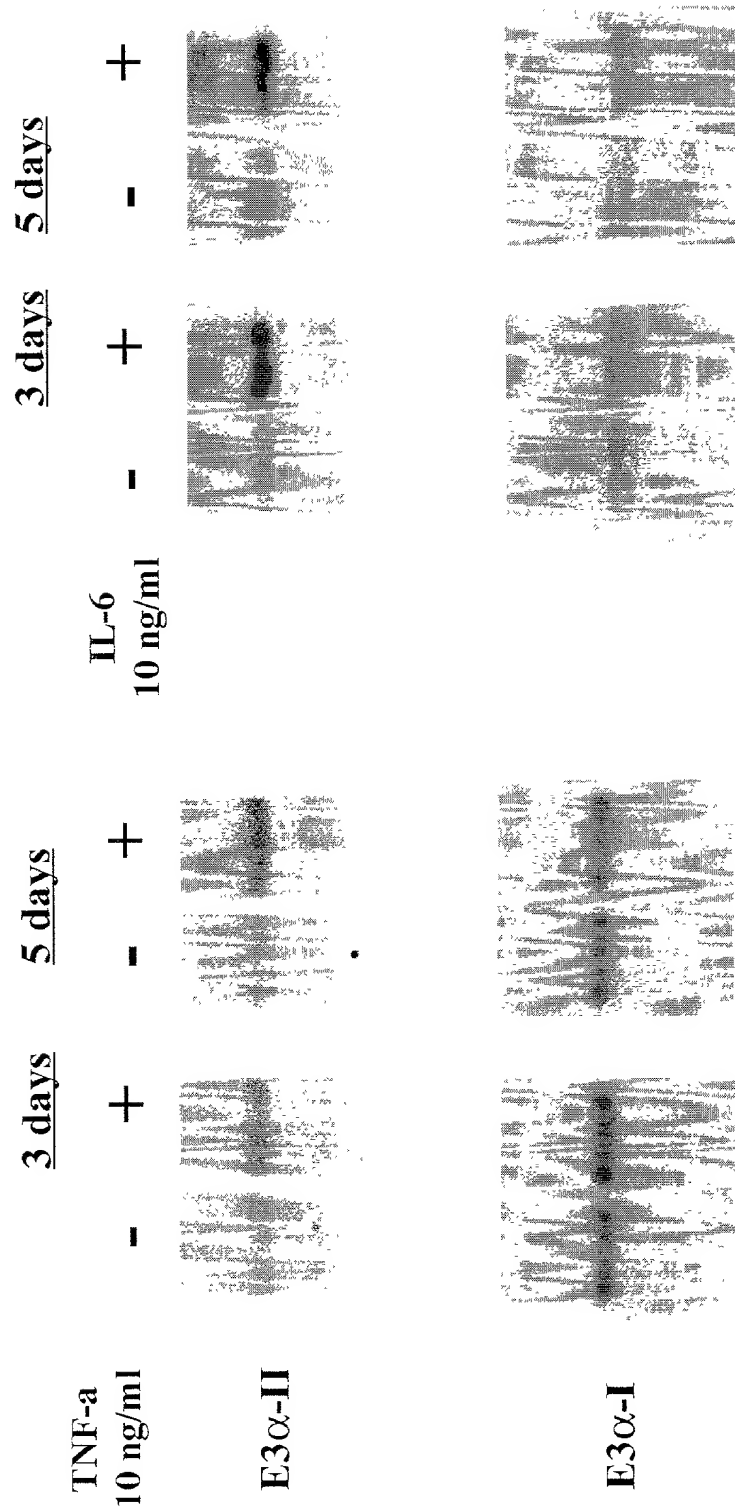 TNF-a
10 ng/ml
3 days
- +
5 days
- +
IL-6
10 ng/ml
3 days
- +
5 days
- +
E3α-II
E3α-I